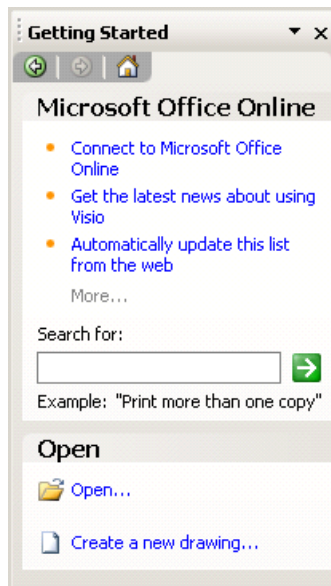 Getting Started
Microsoft Office Online
Connect to Microsoft Office
Online
Get the latest news about using
Visio
Automatically update this list
from the web
More...
Search for:
Example: "Print more than one copy"
Open
Open...
Create a new drawing...